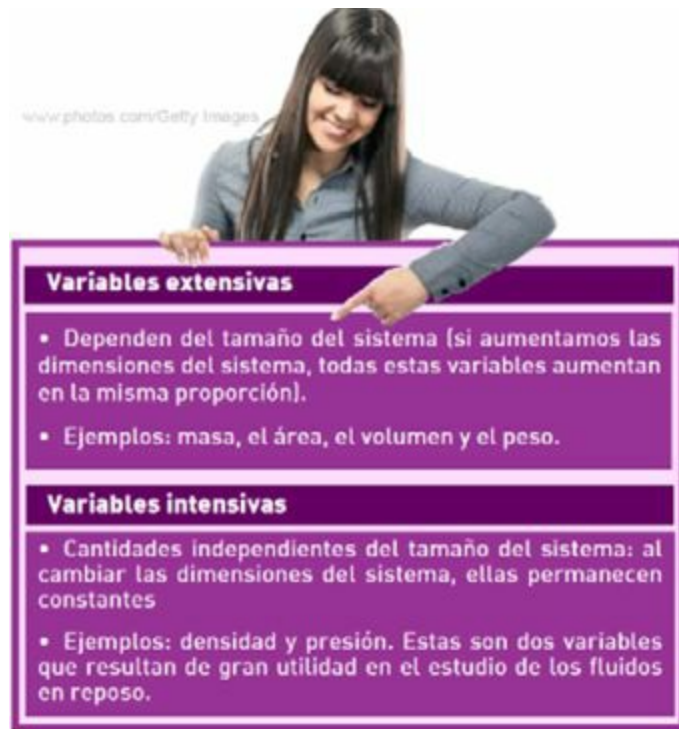 www.photos.com/Getty Images
Variables extensivas
• Dependen del tamaño del sistema (si aumentamos las
dimensiones del sistema, todas estas variables aumentan
en la misma proporción).
• Ejemplos: masa, el área, el volumen y el peso.
Variables intensivas
• Cantidades independientes del tamaño del sistema: al
cambiar las dimensiones del sistema, ellas permanecen
constantes
• Ejemplos: densidad y presión. Estas son dos variables
que resultan de gran utilidad en el estudio de los fluidos
en reposo.